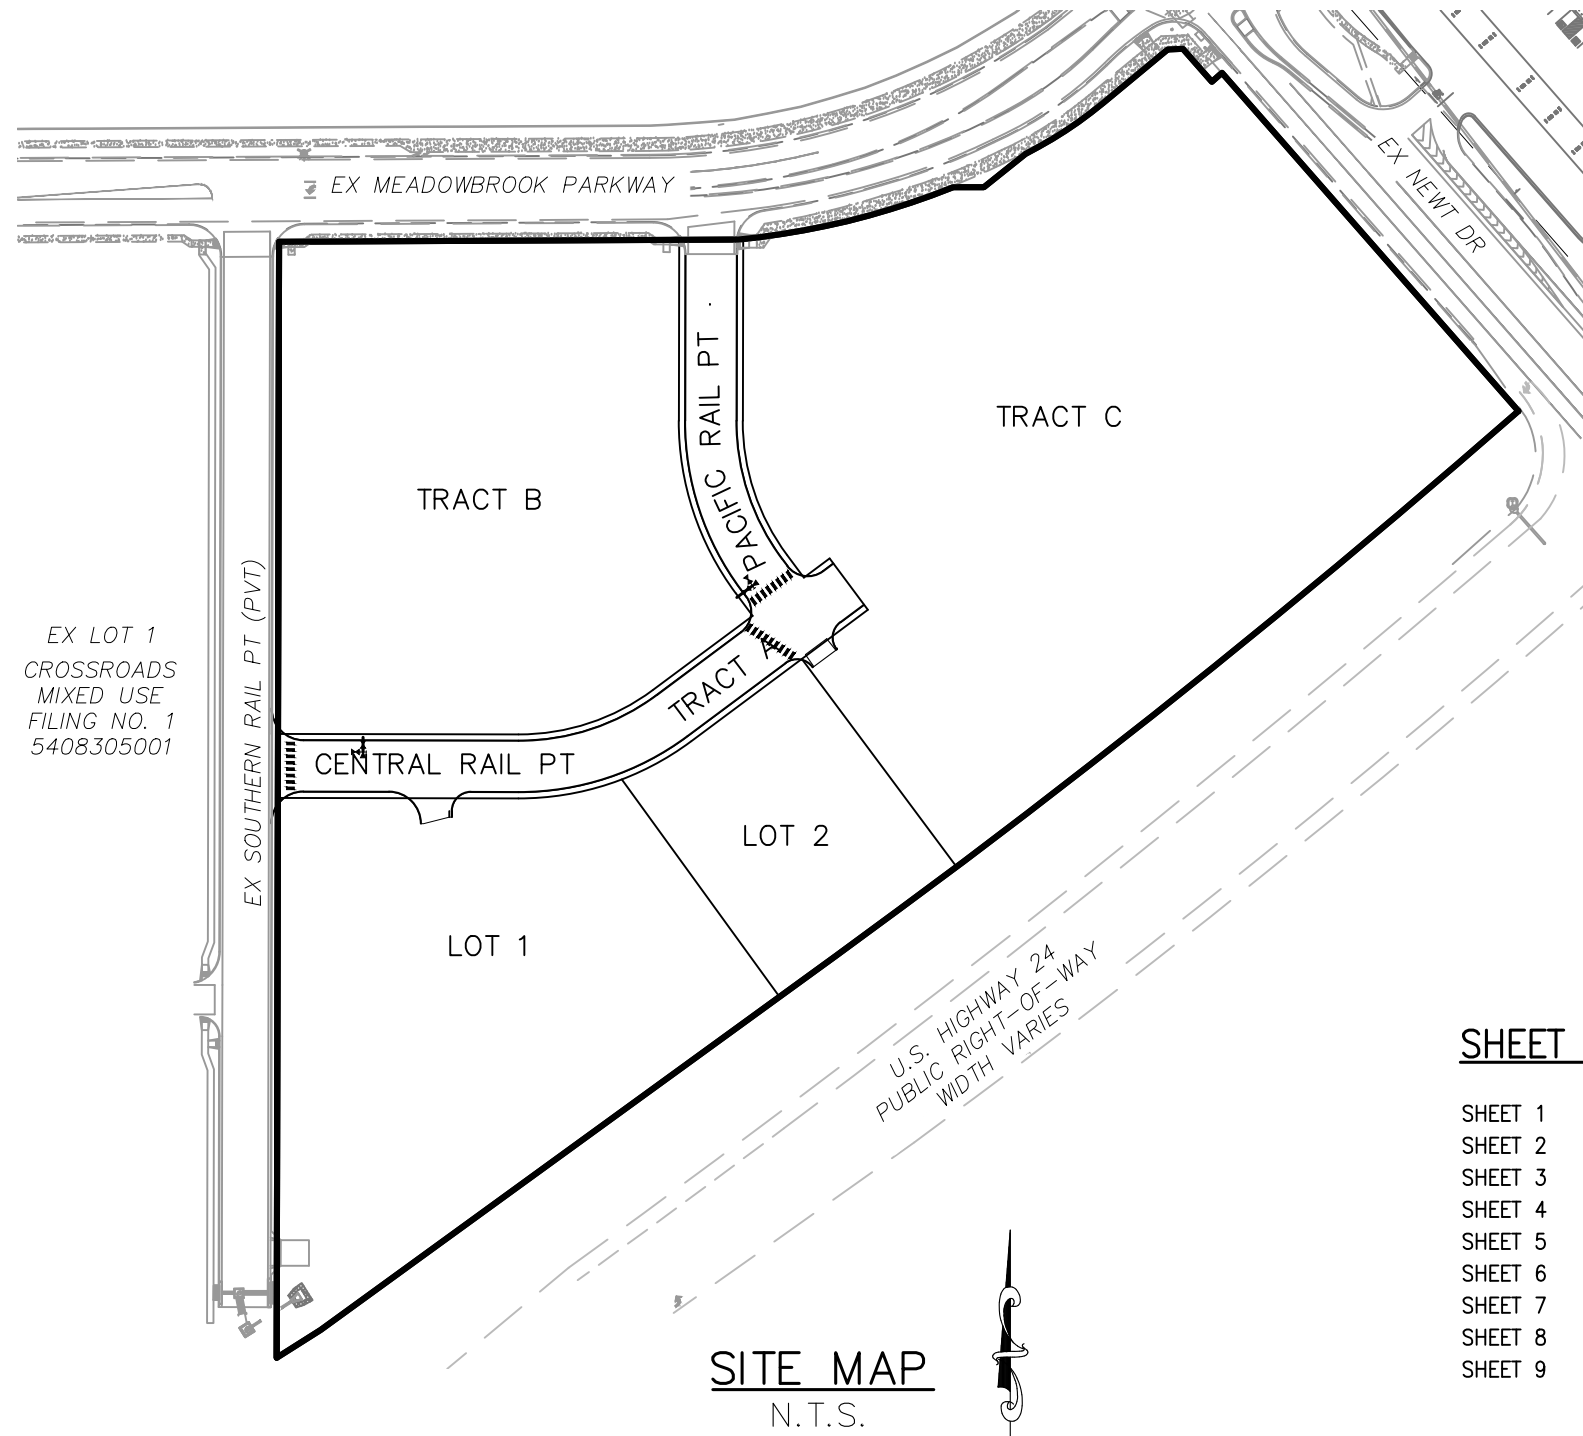 EX MEADOWBROOK PARKWAY
EX NEWT DR
PACIFIC RAIL PT
TRACT C
TRACT B
EX SOUTHERN RAIL PT (PVT)
EX LOT 1
CROSSROADS
MIXED USE
FILING NO. 1
5408305001
TRACT A
CENTRAL RAIL PT
LOT 2
LOT 1
U.S. HIGHWAY 24
PUBLIC RIGHT-OF-WAY
WIDTH VARIES
SHEET
SHEET 1
SHEET 2
SHEET 3
SHEET 4
SHEET 5
SHEET 6
SHEET 7
SHEET 8
SHEET 9
SITE MAP
N.T.S.